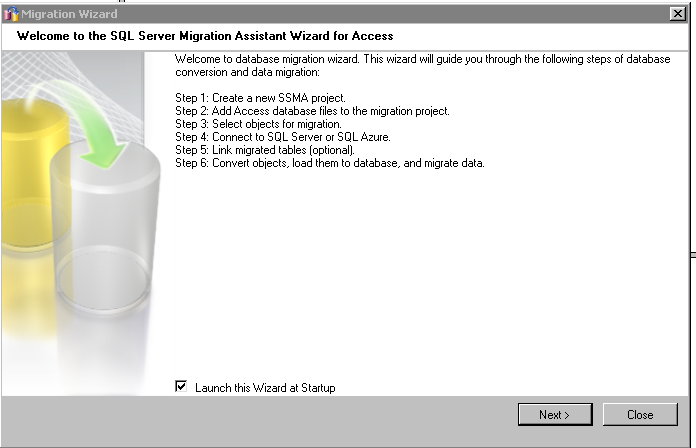 Migration Wizard
Welcome to the SQL Server Migration Assistant Wizard for Access
Welcome to database migration wizard. This wizard will guide you through the following steps of database
conversion and data migration:
Step 1: Create a new SSMA project.
Step 2: Add Access database files to the migration project.
Step 3: Select objects for migration.
Step 4: Connect to SQL Server or SQL Azure.
Step 5: Link migrated tables (optional).
Step 6: Convert objects, load them to database, and migrate data.
Launch this Wizard at Startup
Next >
Close